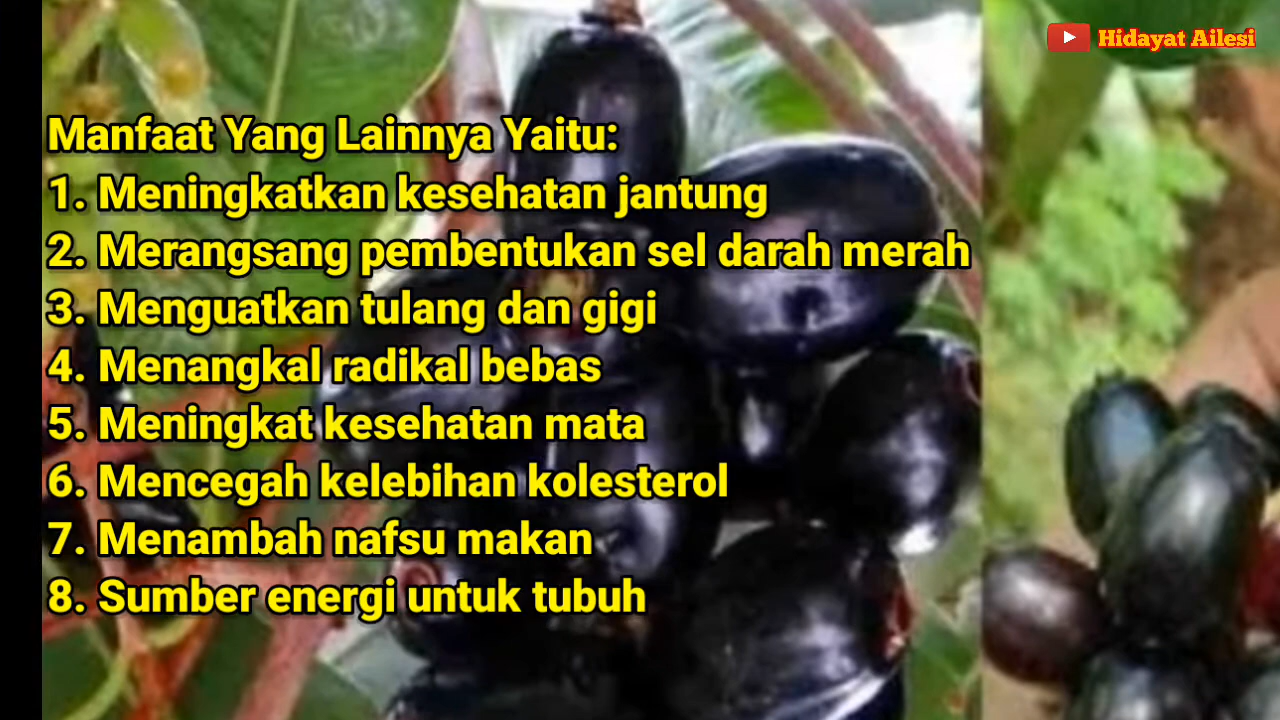 Hidayat Ailesi
Manfaat Yang Lainnya Yaitu:
1. Meningkatkan kesehatan jantung
2. Merangsang pembentukan sel darah merah
3. Menguatkan tulang dan gigi
4. Menangkal radikal bebas
5. Meningkat kesehatan mata
6. Mencegah kelebihan kolesterol
7. Menambah nafsu makan
8. Sumber energi untuk tubuh